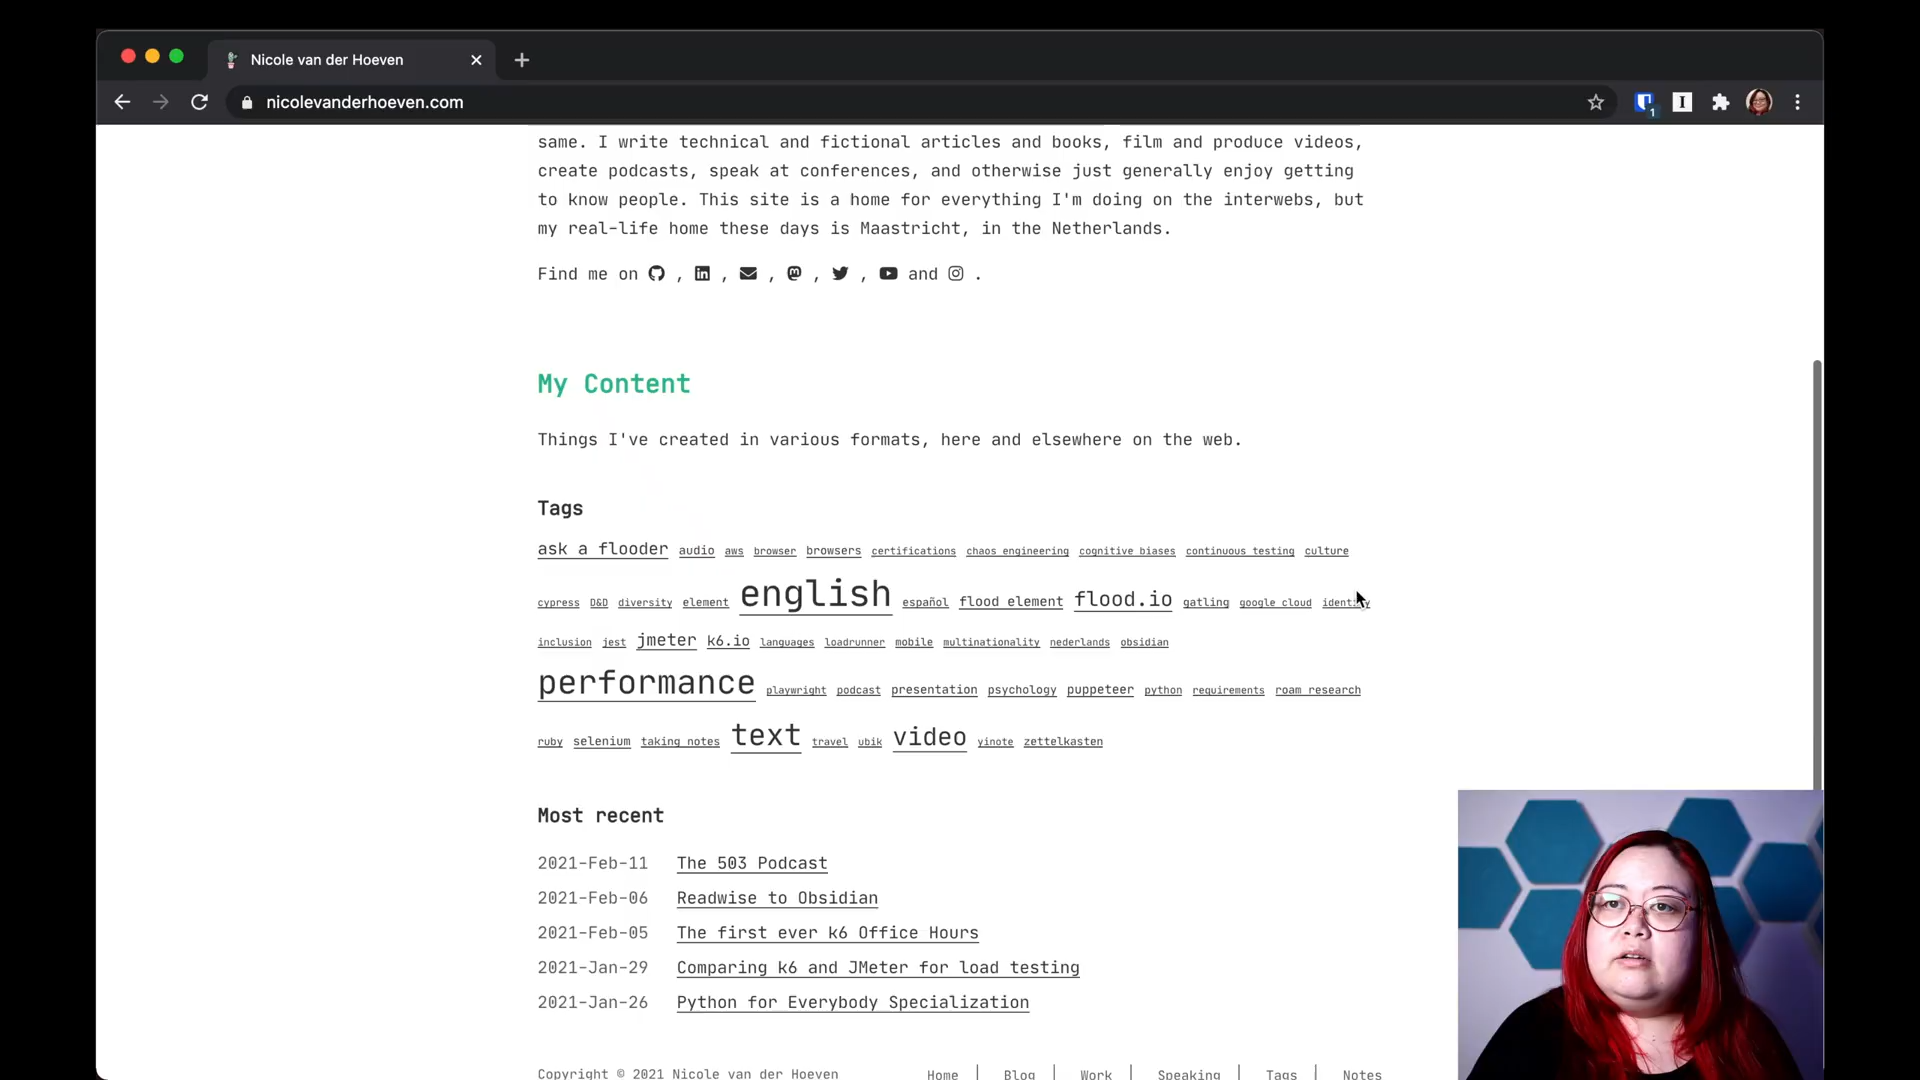 Nicole van der Hoeven
nicolevanderhoeven.com
1
same. I write technical and fictional articles and books, film and produce videos,
create podcasts, speak at conferences, and otherwise just generally enjoy getting
to know people. This site is a home for everything I'm doing on the interwebs, but
my real-life home these days is Maastricht, in the Netherlands.
Find me on , , , , , and .
My Content
Things I've created in various formats, here and elsewhere on the web.
Tags
ask a flooder audio aws browser browsers certifications chaos engineering cognitive biases continuous testing culture
cypress D&D diversity element english español flood element flood.io gatling google cloud identity
inclusion jest jmeter k6.io languages loadrunner mobile multinationality nederlands obsidian
performance playwright podcast presentation psychology puppeteer python requirements roam research
ruby selenium taking notes text travel ubik video yinote zettelkasten
Most recent
2021-Feb-11 The 503 Podcast
2021-Feb-06 Readwise to Obsidian
2021-Feb-05 The first ever k6 Office Hours
2021-Jan-29 Comparing k6 and JMeter for load testing
2021-Jan-26 Python for Everybody Specialization
Copyright © 2021 Nicole van der Hoeven Home | Blog | Work | Speaking | Tags | Notes